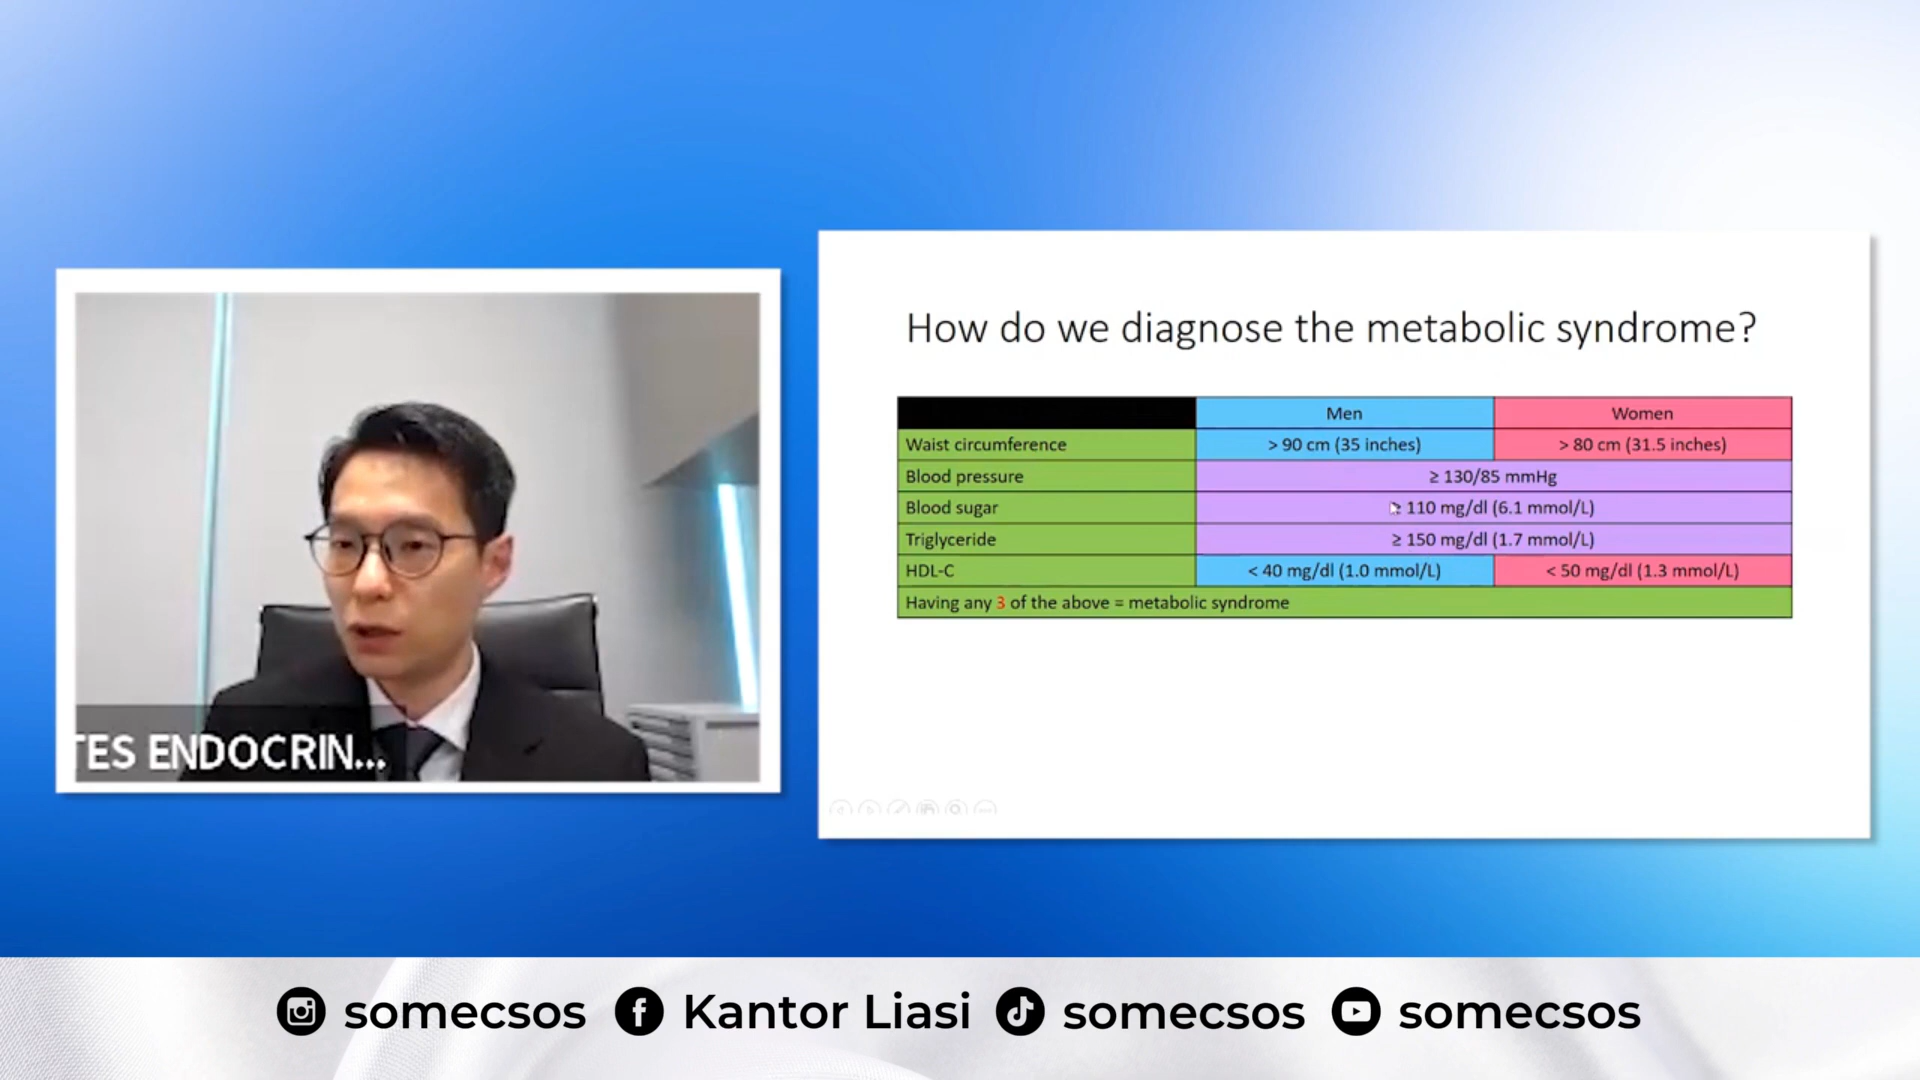 How do we diagnose the metabolic syndrome?
Men Women
Waist circumference > 90 cm (35 inches) > 80 cm (31.5 inches)
Blood pressure ≥ 130/85 mmHg
Blood sugar ≥ 110 mg/dl (6.1 mmol/L)
Triglyceride ≥ 150 mg/dl (1.7 mmol/L)
HDL-C < 40 mg/dl (1.0 mmol/L) < 50 mg/dl (1.3 mmol/L)
Having any 3 of the above = metabolic syndrome
TES ENDOCRIN...
somecsos Kantor Liasi somecsos somecsos